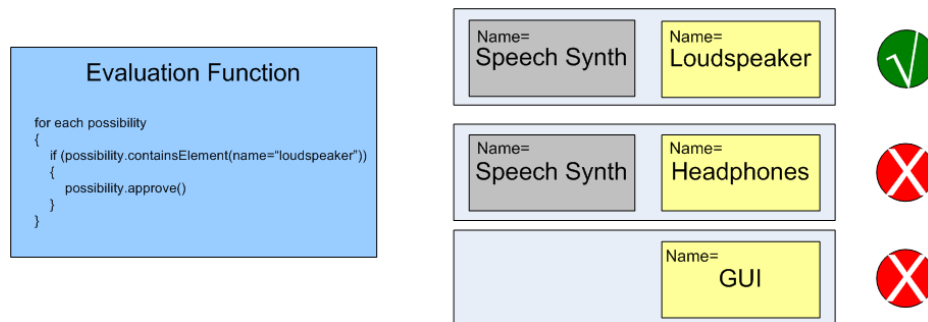 Evaluation Function
for each possibility
{
if (possibility.containsElement(name=“loudspeaker”))
{
possibility.approve()
}
}
Name=
Speech Synth
Name=
Loudspeaker
Name=
Speech Synth
Name=
Headphones
Name=
GUI